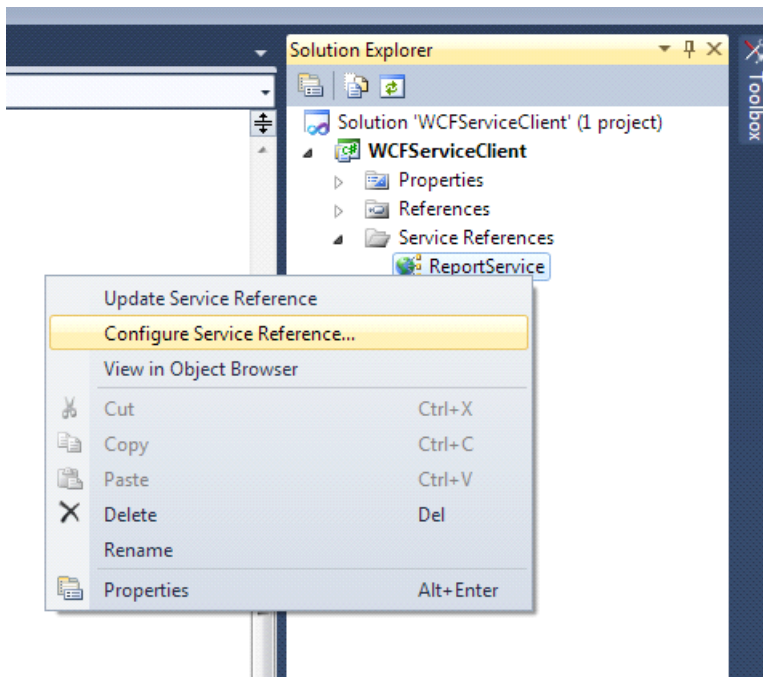 Solution Explorer
Toolbox
Solution 'WCFServiceClient' (1 project)
WCFServiceClient
Properties
References
Service References
ReportService
Update Service Reference
Configure Service Reference...
View in Object Browser
Cut Ctrl+X
Copy Ctrl+C
Paste Ctrl+V
Delete Del
Rename
Properties Alt+Enter